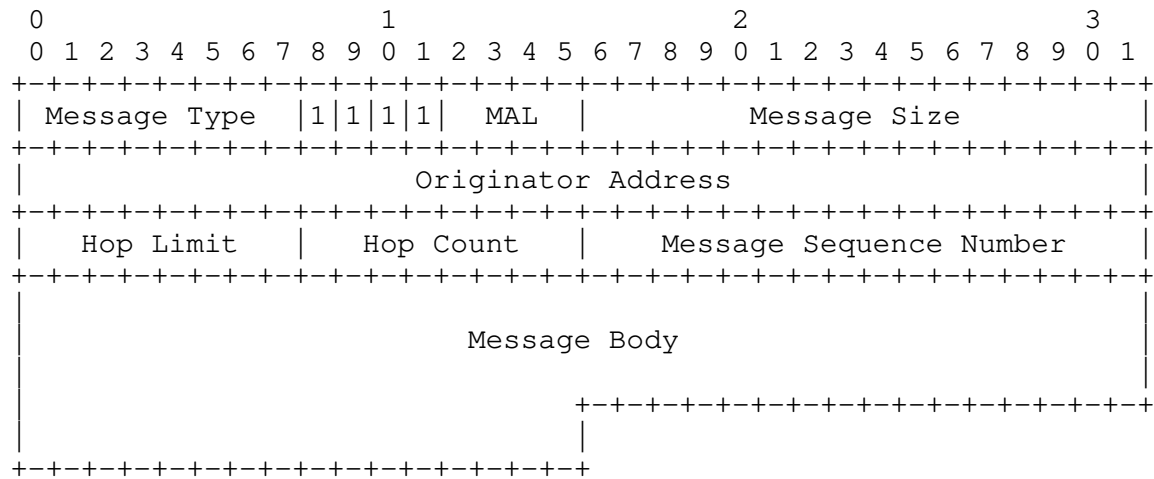 0                   1                   2                   3
 0 1 2 3 4 5 6 7 8 9 0 1 2 3 4 5 6 7 8 9 0 1 2 3 4 5 6 7 8 9 0 1
+-+-+-+-+-+-+-+-+-+-+-+-+-+-+-+-+-+-+-+-+-+-+-+-+-+-+-+-+-+-+-+-+
| Message Type  |1|1|1|1|  MAL  |         Message Size          |
+-+-+-+-+-+-+-+-+-+-+-+-+-+-+-+-+-+-+-+-+-+-+-+-+-+-+-+-+-+-+-+-+
|                      Originator Address                       |
+-+-+-+-+-+-+-+-+-+-+-+-+-+-+-+-+-+-+-+-+-+-+-+-+-+-+-+-+-+-+-+-+
|   Hop Limit   |   Hop Count   |    Message Sequence Number    |
+-+-+-+-+-+-+-+-+-+-+-+-+-+-+-+-+-+-+-+-+-+-+-+-+-+-+-+-+-+-+-+-+
|                                                               |
|                         Message Body                          |
|                                                               |
|                               +-+-+-+-+-+-+-+-+-+-+-+-+-+-+-+-+
|                               |
+-+-+-+-+-+-+-+-+-+-+-+-+-+-+-+-+